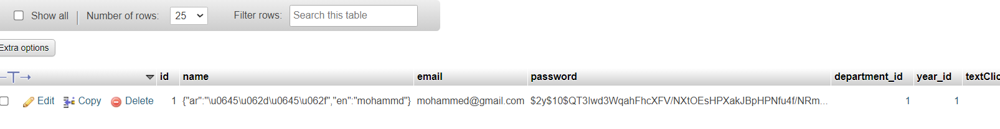 Show all Number of rows: 25 Filter rows: Search this table
Extra options
id name email password department_id year_id textClic
Edit Copy Delete 1 {"ar":"\u0645\u062d\u0645\u062f","en":"mohammd"} mohammed@gmail.com $2y$10$QT3lwd3WqahFhcXFV/NXtOEsHPXakJBpHPNfu4f/NRm... 1 1